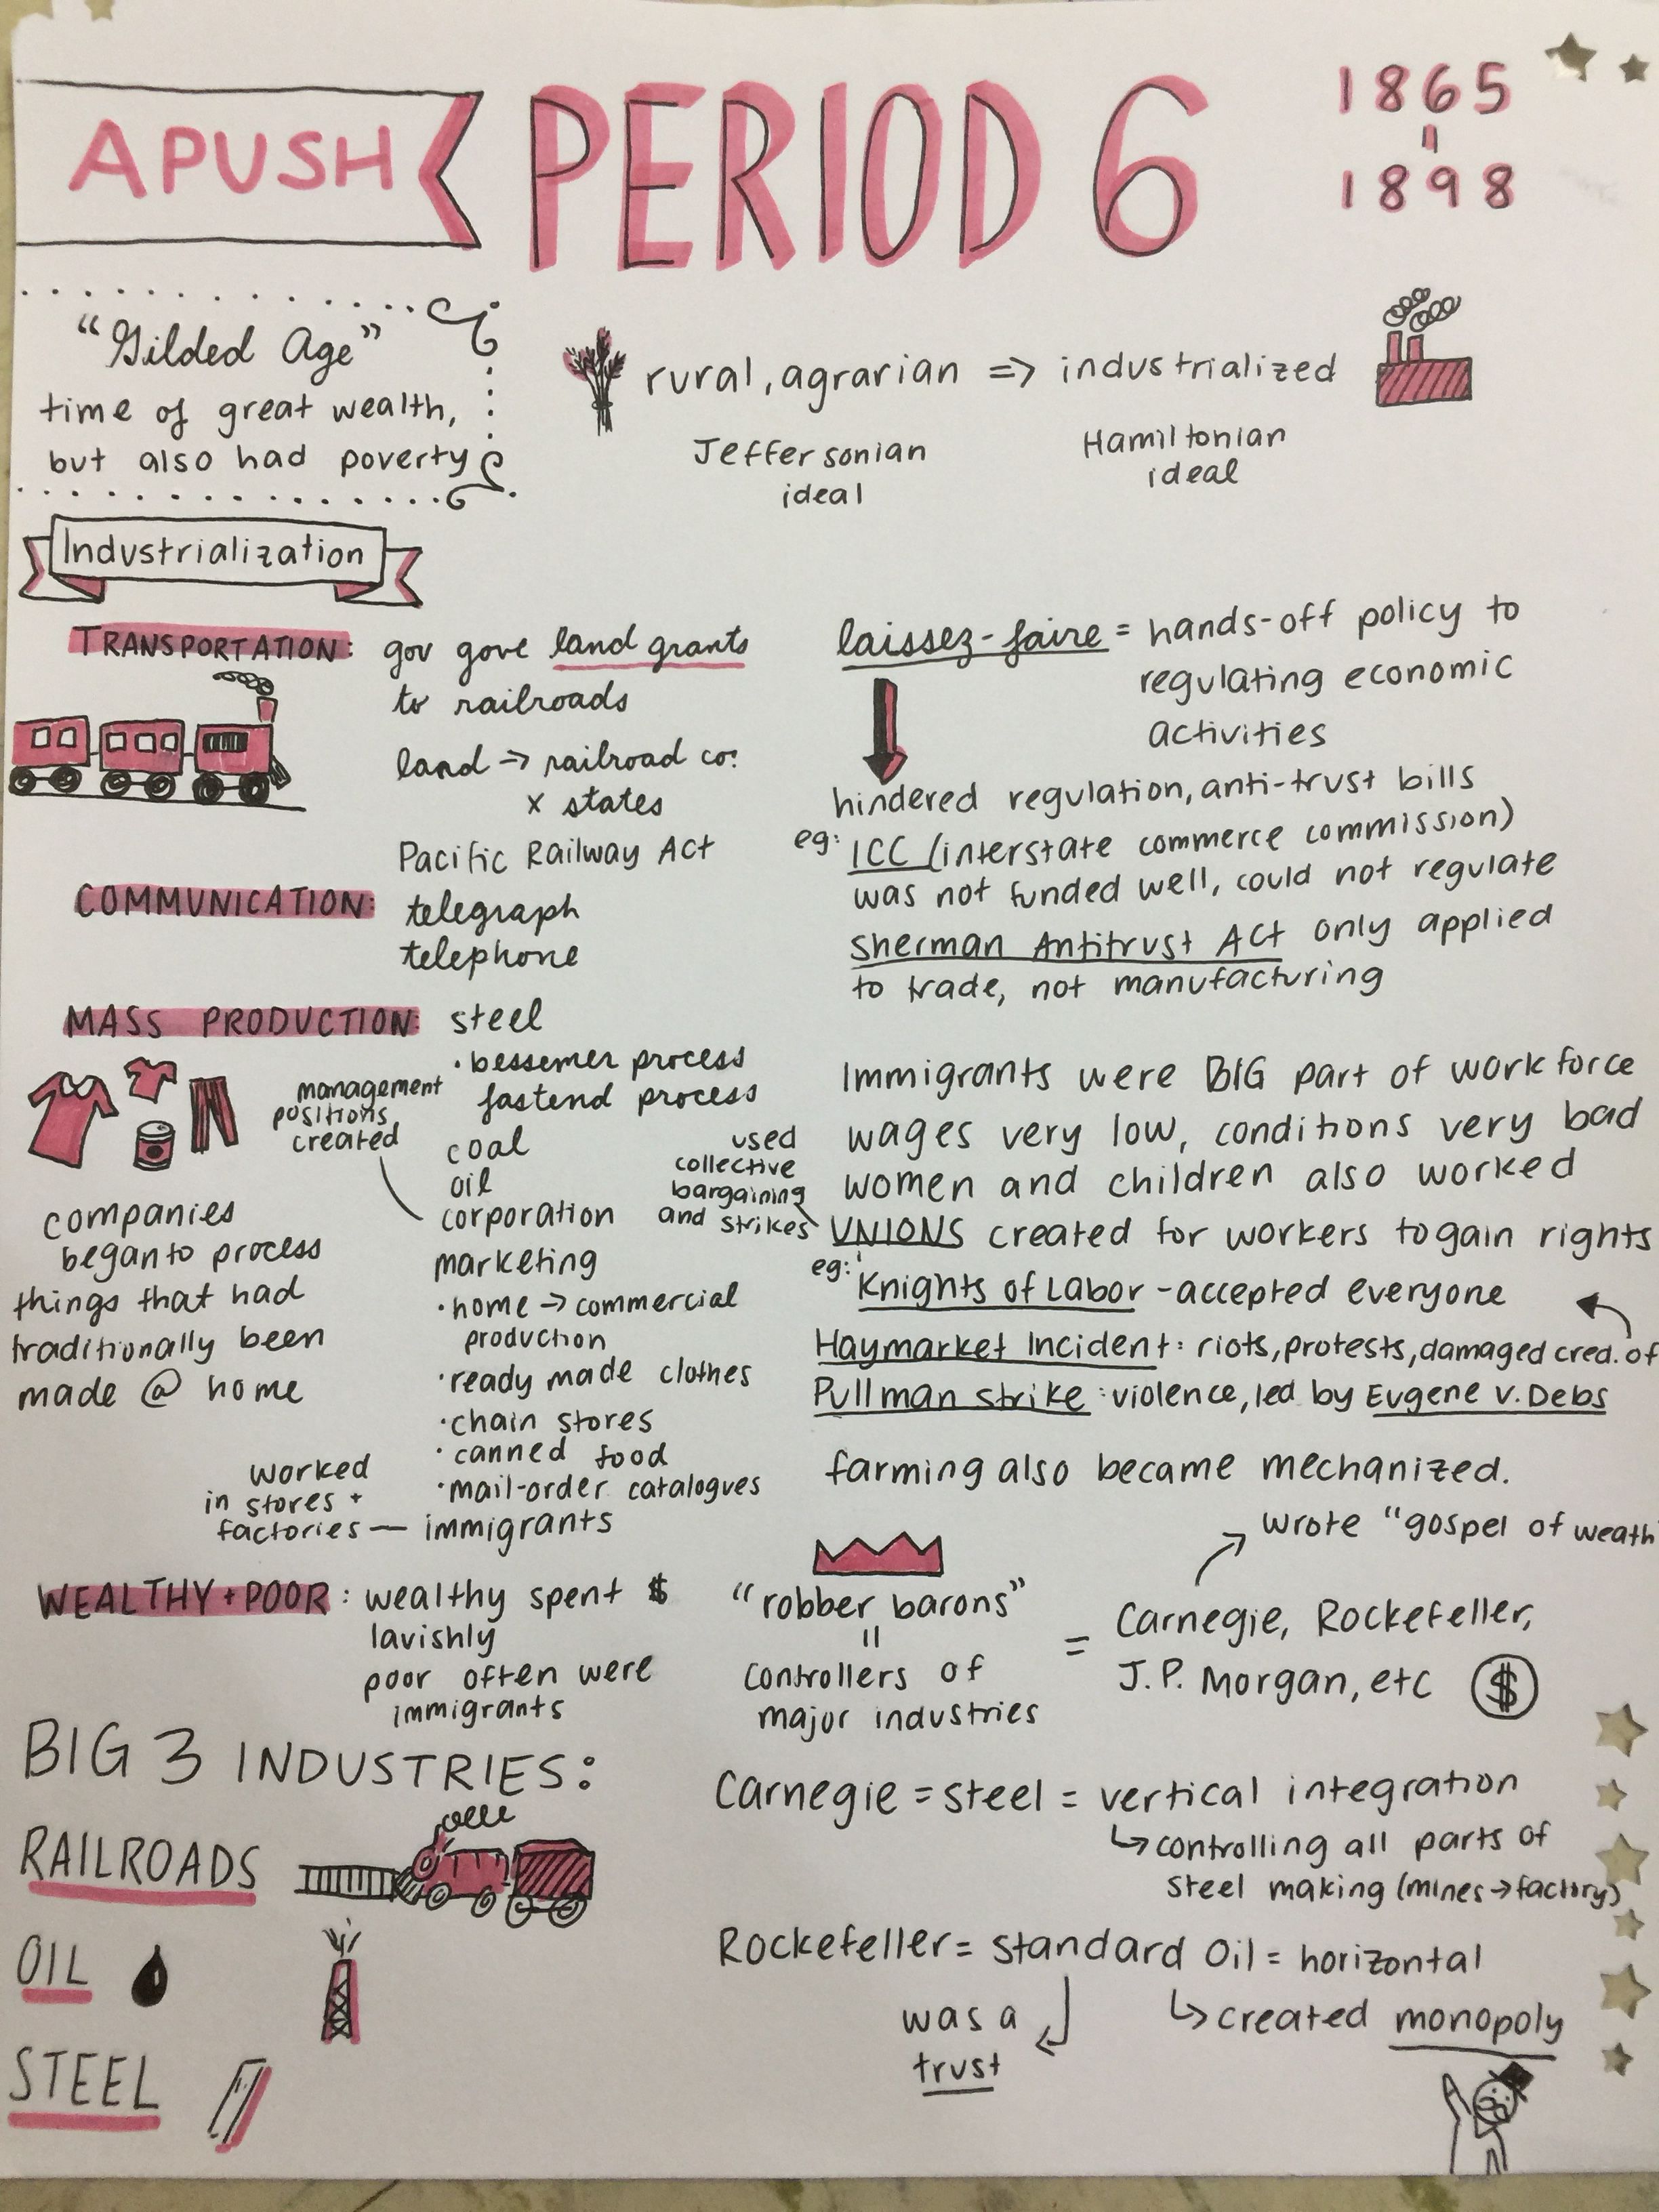 APUSH
PERIOD 6
1865
-
1898
"Gilded Age"
time of great wealth,
but also had poverty
rural, agrarian => industrialized
Jeffersonian
ideal
Hamiltonian
ideal
Industrialization
TRANSPORTATION: gov gove land grants
to railroads
land → railroad co.
x states
Pacific Railway Act
COMMUNICATION: telegraph
telephone
MASS PRODUCTION: steel
• bessemer process
fastend process
management
positions
created
coal
oil
corporation
marketing
• home → commercial
production
• ready made clothes
• chain stores
• canned food
• mail-order catalogues
worked
in stores +
factories — immigrants
companies
began to process
things that had
traditionally been
made @ home
WEALTHY + POOR: wealthy spent $
lavishly
poor often were
immigrants
BIG 3 INDUSTRIES:
RAILROADS
OIL
STEEL
laissez-faire = hands-off policy to
regulating economic
activities
hindered regulation, anti-trust bills
eg: ICC (interstate commerce commission)
was not funded well, could not regulate
Sherman Antitrust Act only applied
to trade, not manufacturing
Immigrants were BIG part of work force
wages very low, conditions very bad
women and children also worked
used
collective
bargaining
and strikes
UNIONS created for workers to gain rights
eg: Knights of Labor - accepted everyone
Haymarket Incident: riots, protests, damaged cred. of
Pullman strike: violence, led by Eugene V. Debs
farming also became mechanized.
wrote "gospel of weath"
"robber barons"
=
controllers of
major industries
= Carnegie, Rockefeller,
J.P. Morgan, etc $
Carnegie = steel = vertical integration
↳ controlling all parts of
steel making (mines → factory)
Rockefeller = standard Oil = horizontal
was a
trust
↳ created monopoly